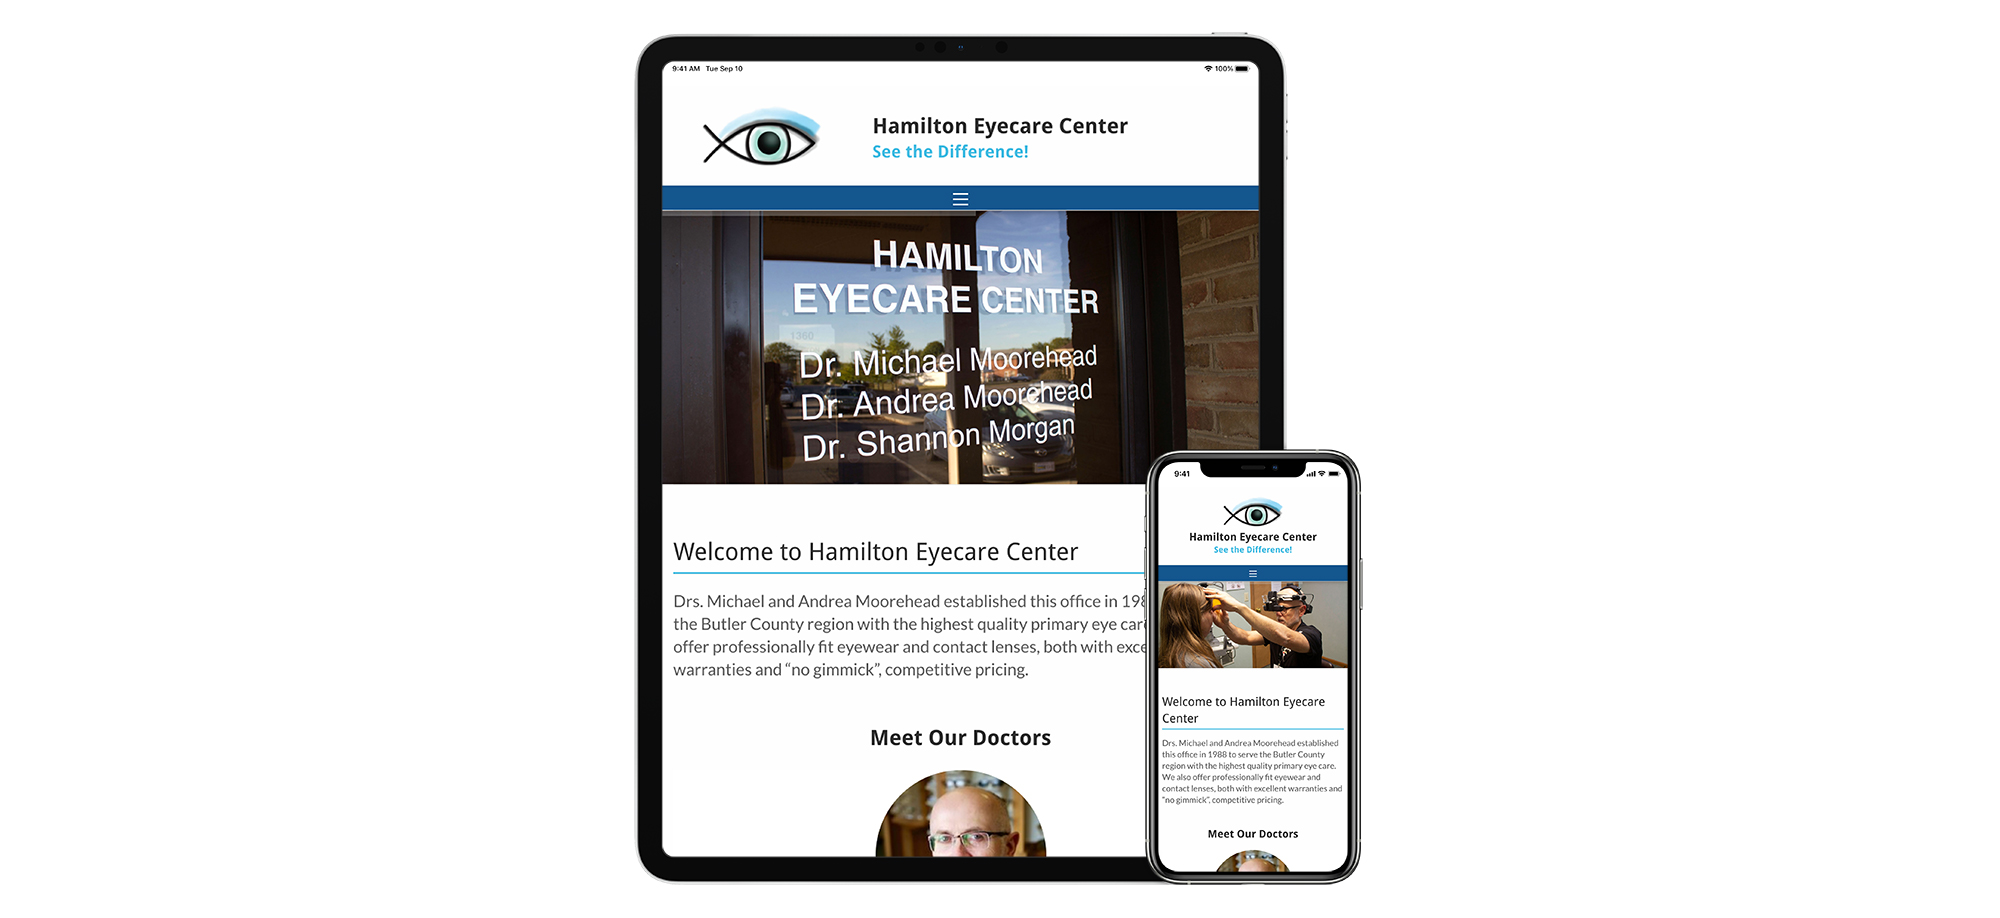 9:41 AM Tue Sep 10
100%
Hamilton Eyecare Center
See the Difference!
HAMILTON
EYECARE CENTER
1360
Dr. Michael Moorehead
Dr. Andrea Moorehead
Dr. Shannon Morgan
Welcome to Hamilton Eyecare Center
Drs. Michael and Andrea Moorehead established this office in 198
the Butler County region with the highest quality primary eye car
offer professionally fit eyewear and contact lenses, both with exce
warranties and “no gimmick”, competitive pricing.
Meet Our Doctors
9:41
Hamilton Eyecare Center
See the Difference!
Welcome to Hamilton Eyecare
Center
Drs. Michael and Andrea Moorehead established
this office in 1988 to serve the Butler County
region with the highest quality primary eye care.
We also offer professionally fit eyewear and
contact lenses, both with excellent warranties and
“no gimmick”, competitive pricing.
Meet Our Doctors